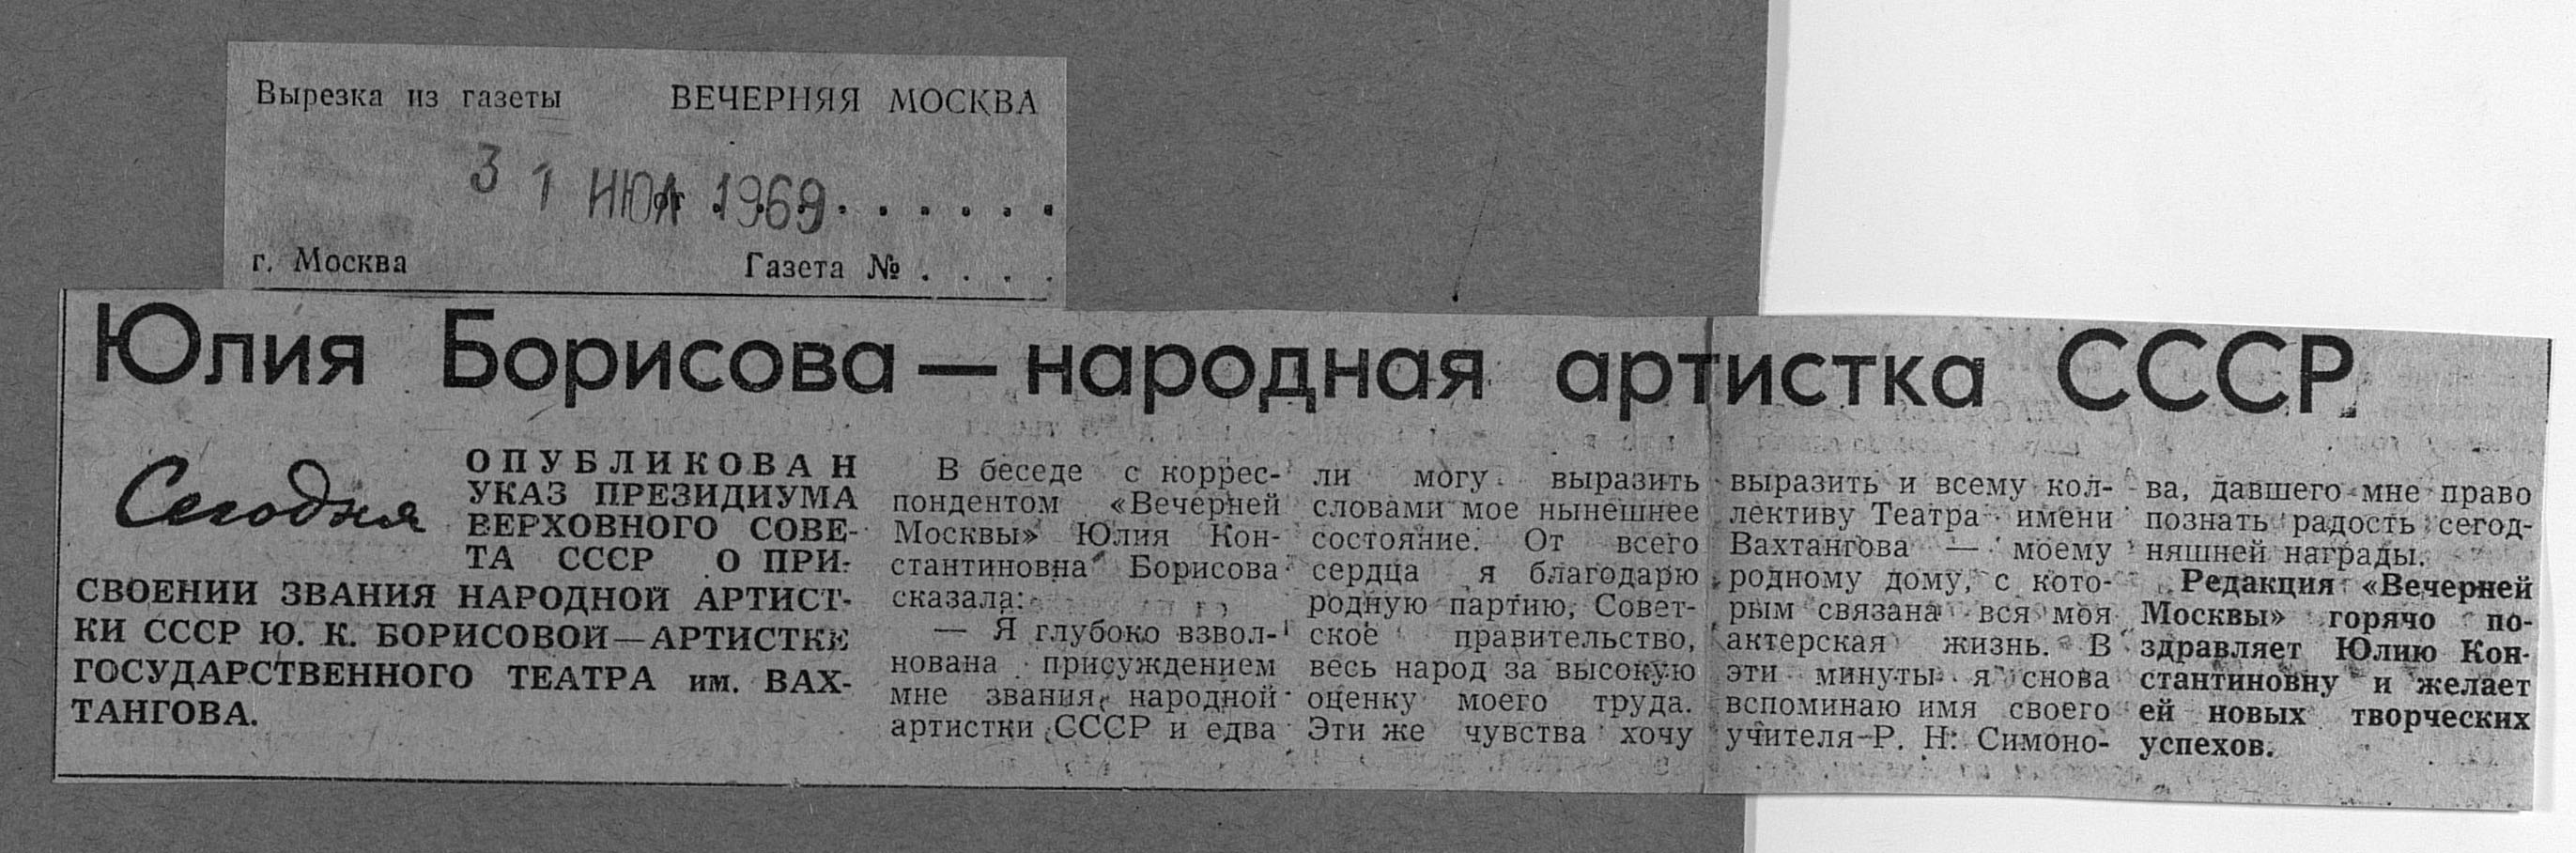 Вырезка из газеты ВЕЧЕРНЯЯ МОСКВА
31 ИЮЛ 1969
г. Москва Газета № . . . .
Юлия Борисова — народная артистка СССР
Сегодня
ОПУБЛИКОВАН
УКАЗ ПРЕЗИДИУМА
ВЕРХОВНОГО СОВЕ-
ТА СССР О ПРИ-
СВОЕНИИ ЗВАНИЯ НАРОДНОЙ АРТИСТ-
КИ СССР Ю. К. БОРИСОВОЙ—АРТИСТКЕ
ГОСУДАРСТВЕННОГО ТЕАТРА им. ВАХ-
ТАНГОВА.
В беседе с коррес-
пондентом «Вечерней
Москвы» Юлия Кон-
стантиновна Борисова
сказала:
— Я глубоко взвол-
нована присуждением
мне звания народной
артистки СССР и едва
ли могу выразить
словами мое нынешнее
состояние. От всего
сердца я благодарю
родную партию, Совет-
ское правительство,
весь народ за высокую
оценку моего труда.
Эти же чувства хочу
выразить и всему кол-
лективу Театра имени
Вахтангова — моему
родному дому, с кото-
рым связана вся моя
актерская жизнь. В
эти минуты я снова
вспоминаю имя своего
учителя Р. Н. Симоно-
ва, давшего мне право
познать радость сегод-
няшней награды.
Редакция «Вечерней
Москвы» горячо по-
здравляет Юлию Кон-
стантиновну и желает
ей новых творческих
успехов.